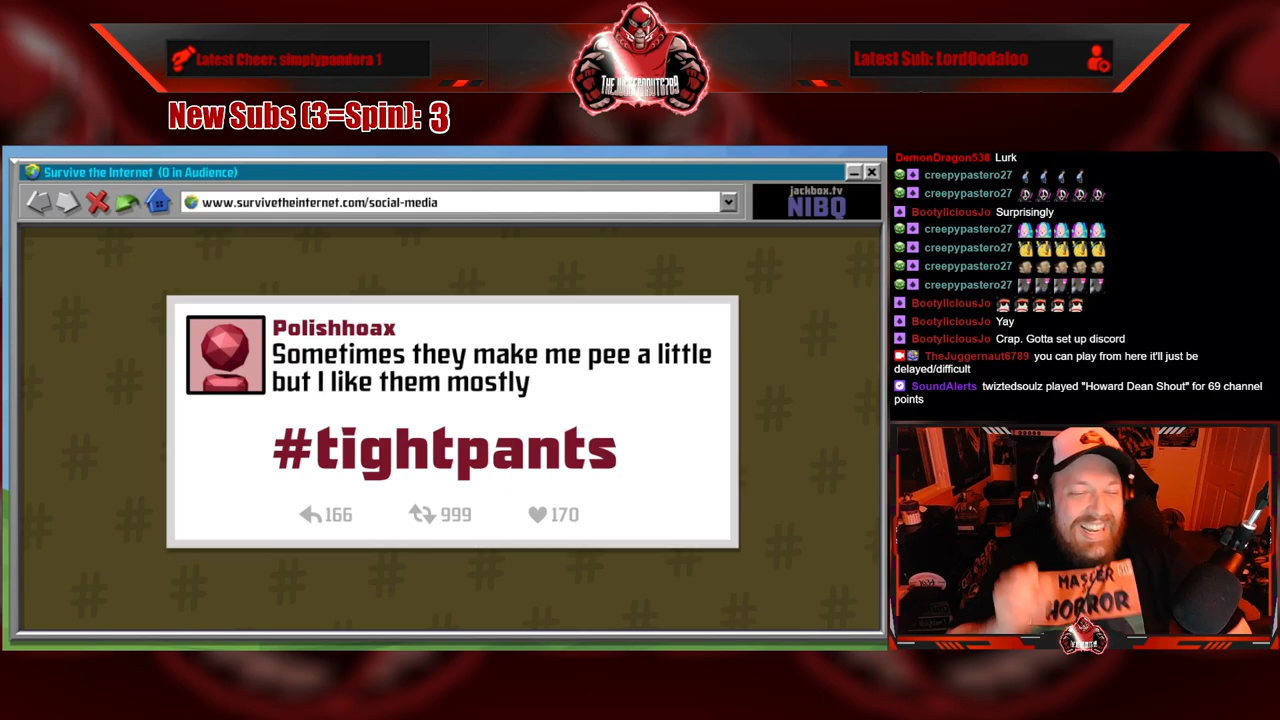 Latest Cheer: simplypandora 1
THEJUGGERNAUT6789
Latest Sub: LordOodaloo
New Subs (3=Spin): 3
Survive the Internet (0 in Audience)
www.survivetheinternet.com/social-media
jackbox.tv
NIBQ
Polishhoax
Sometimes they make me pee a little
but I like them mostly
#tightpants
166
999
170
DemonDragon538 Lurk
creepypastero27
creepypastero27
BootyliciousJo Surprisingly
creepypastero27
creepypastero27
creepypastero27
creepypastero27
BootyliciousJo
BootyliciousJo Yay
BootyliciousJo Crap. Gotta set up discord
TheJuggernaut6789 you can play from here it'll just be
delayed/difficult
SoundAlerts twiztedsoulz played "Howard Dean Shout" for 69 channel
points
MASTER
HORROR